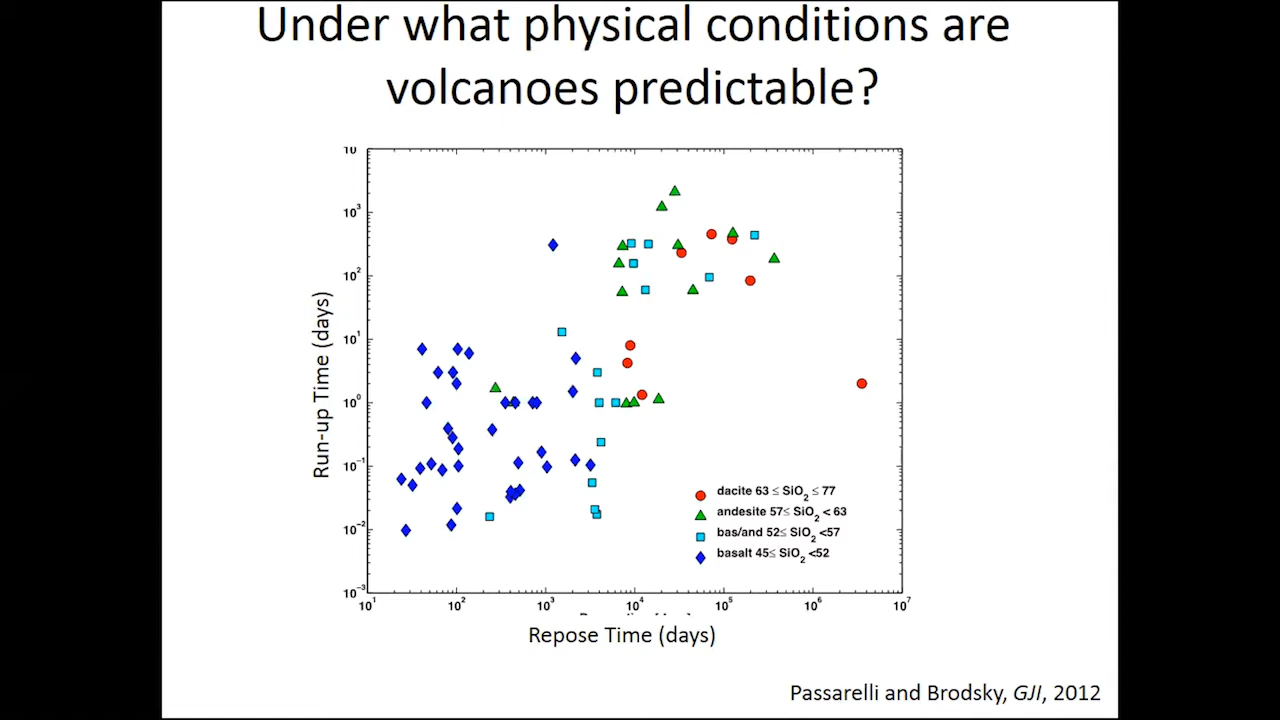 Under what physical conditions are
volcanoes predictable?
10
10³
10²
10¹
10⁰
10⁻¹
10⁻²
10⁻³
Run-up Time (days)
dacite 63 ≤ SiO₂ ≤ 77
andesite 57≤ SiO₂ < 63
bas/and 52≤ SiO₂ <57
basalt 45≤ SiO₂ <52
10¹ 10² 10³ 10⁴ 10⁵ 10⁶ 10⁷
Repose Time (days)
Passarelli and Brodsky, GJI, 2012